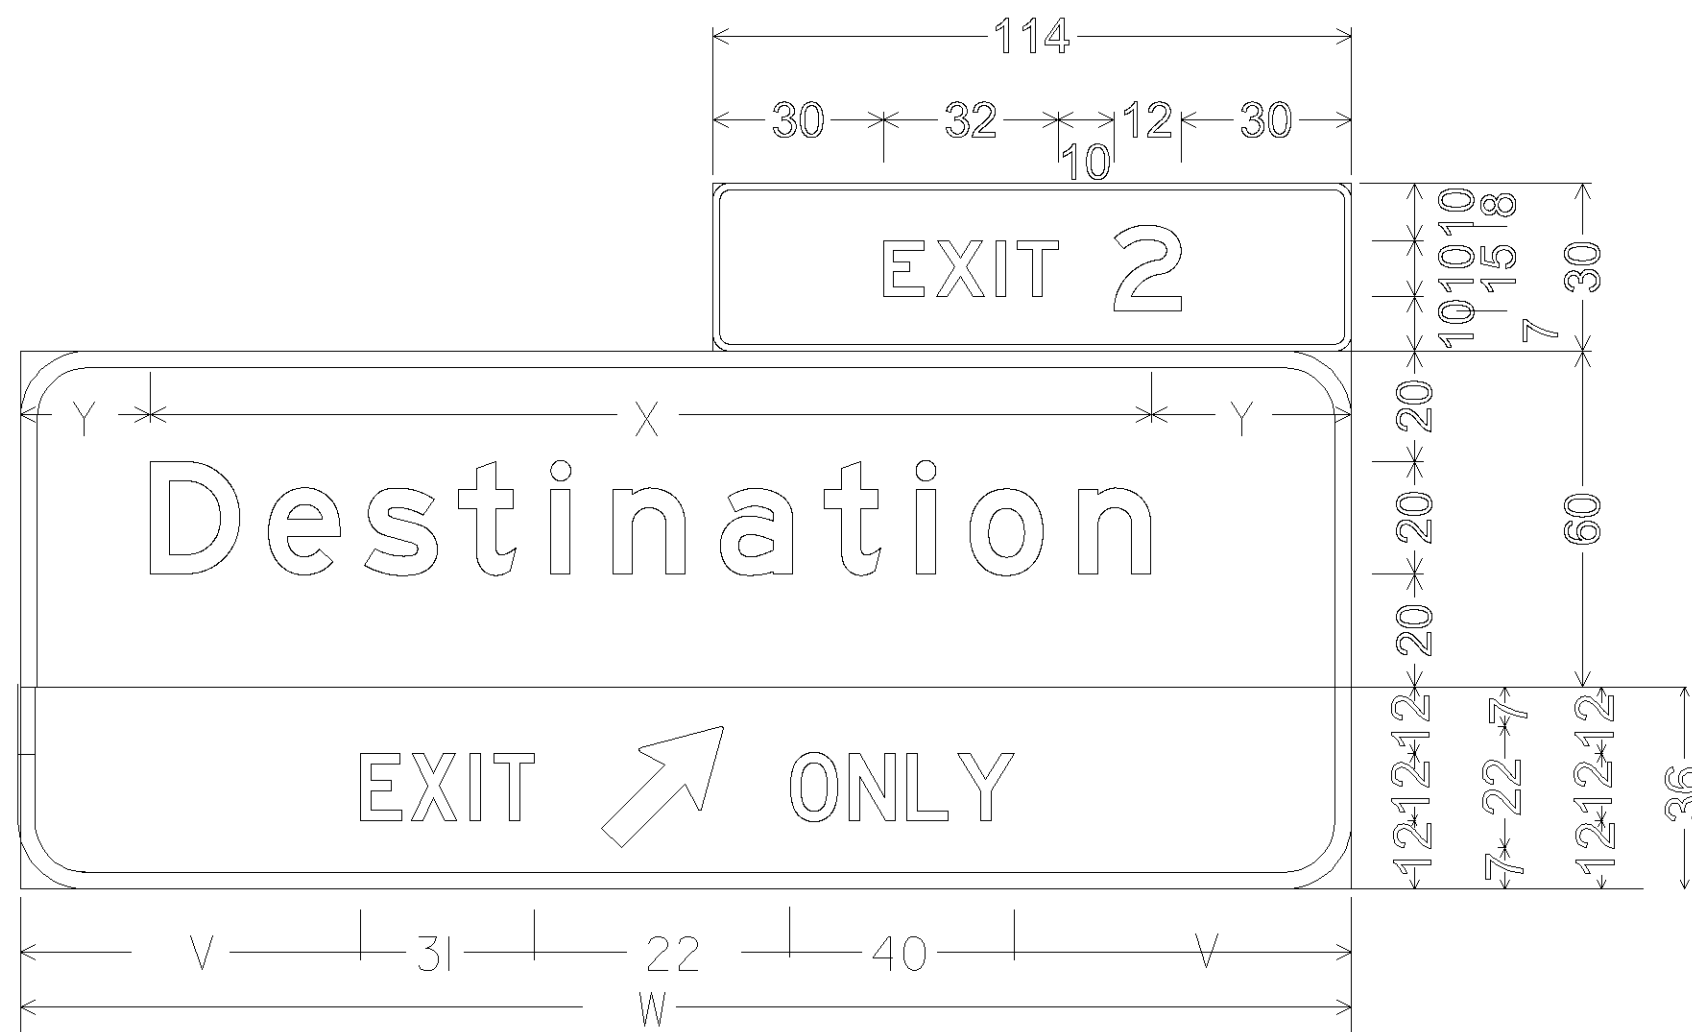 114
30 32 12 30
10
EXIT 2
10 8
10 15 30
10 7
Y X Y
20
Destination
20 60
20
EXIT ONLY
12 7 12
12 22 12 36
12 7 12
V 31 22 40 V
W